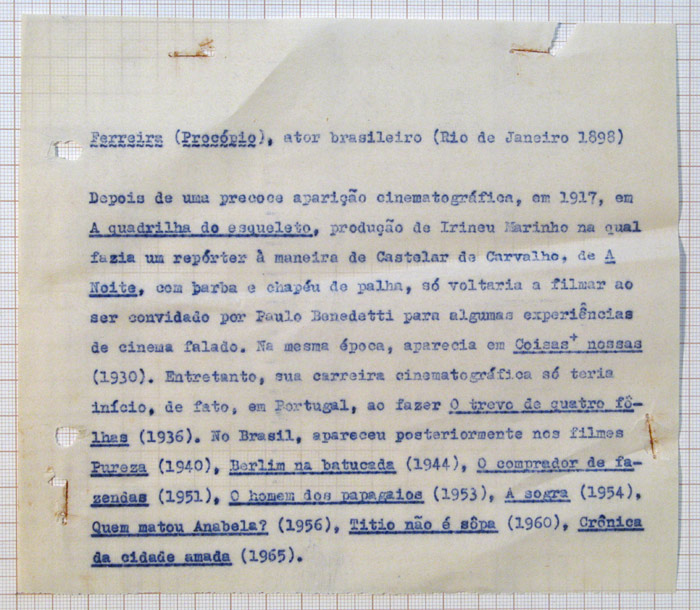 Ferreira (Procópio), ator brasileiro (Rio de Janeiro 1898)
Depois de uma precoce aparição cinematográfica, em 1917, em
A quadrilha do esqueleto, produção de Irineu Marinho na qual
fazia um repórter à maneira de Castelar de Carvalho, de A
Noite, com barba e chapéu de palha, só voltaria a filmar ao
ser convidado por Paulo Benedetti para algumas experiências
de cinema falado. Na mesma época, aparecia em Coisas+ nossas
(1930). Entretanto, sua carreira cinematográfica só teria
início, de fato, em Portugal, ao fazer O trevo de quatro fô-
lhas (1936). No Brasil, apareceu posteriormente nos filmes
Pureza (1940), Berlim na batucada (1944), O comprador de fa-
zendas (1951), O homem dos papagaios (1953), A sogra (1954),
Quem matou Anabela? (1956), Titio não é sôpa (1960), Crônica
da cidade amada (1965).